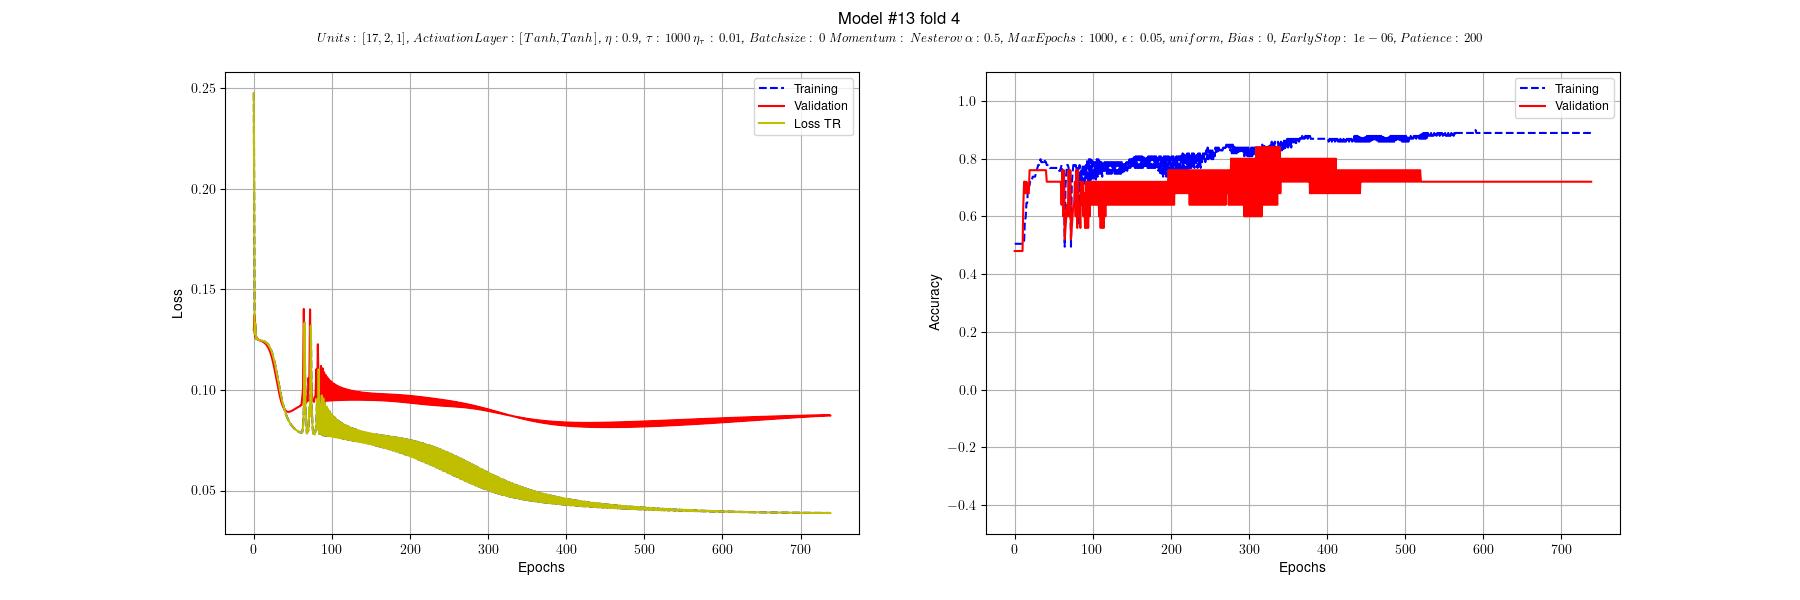 Model #13 fold 4
Units : [17, 2, 1], ActivationLayer : [Tanh, Tanh], η : 0.9, τ : 1000 ητ : 0.01, Batchsize : 0 Momentum : Nesterov α : 0.5, MaxEpochs : 1000, ϵ : 0.05, uniform, Bias : 0, EarlyStop : 1e − 06, Patience : 200
Loss
0.25
0.20
0.15
0.10
0.05
0 100 200 300 400 500 600 700
Epochs
Training
Validation
Loss TR
Accuracy
1.0
0.8
0.6
0.4
0.2
0.0
−0.2
−0.4
0 100 200 300 400 500 600 700
Epochs
Training
Validation